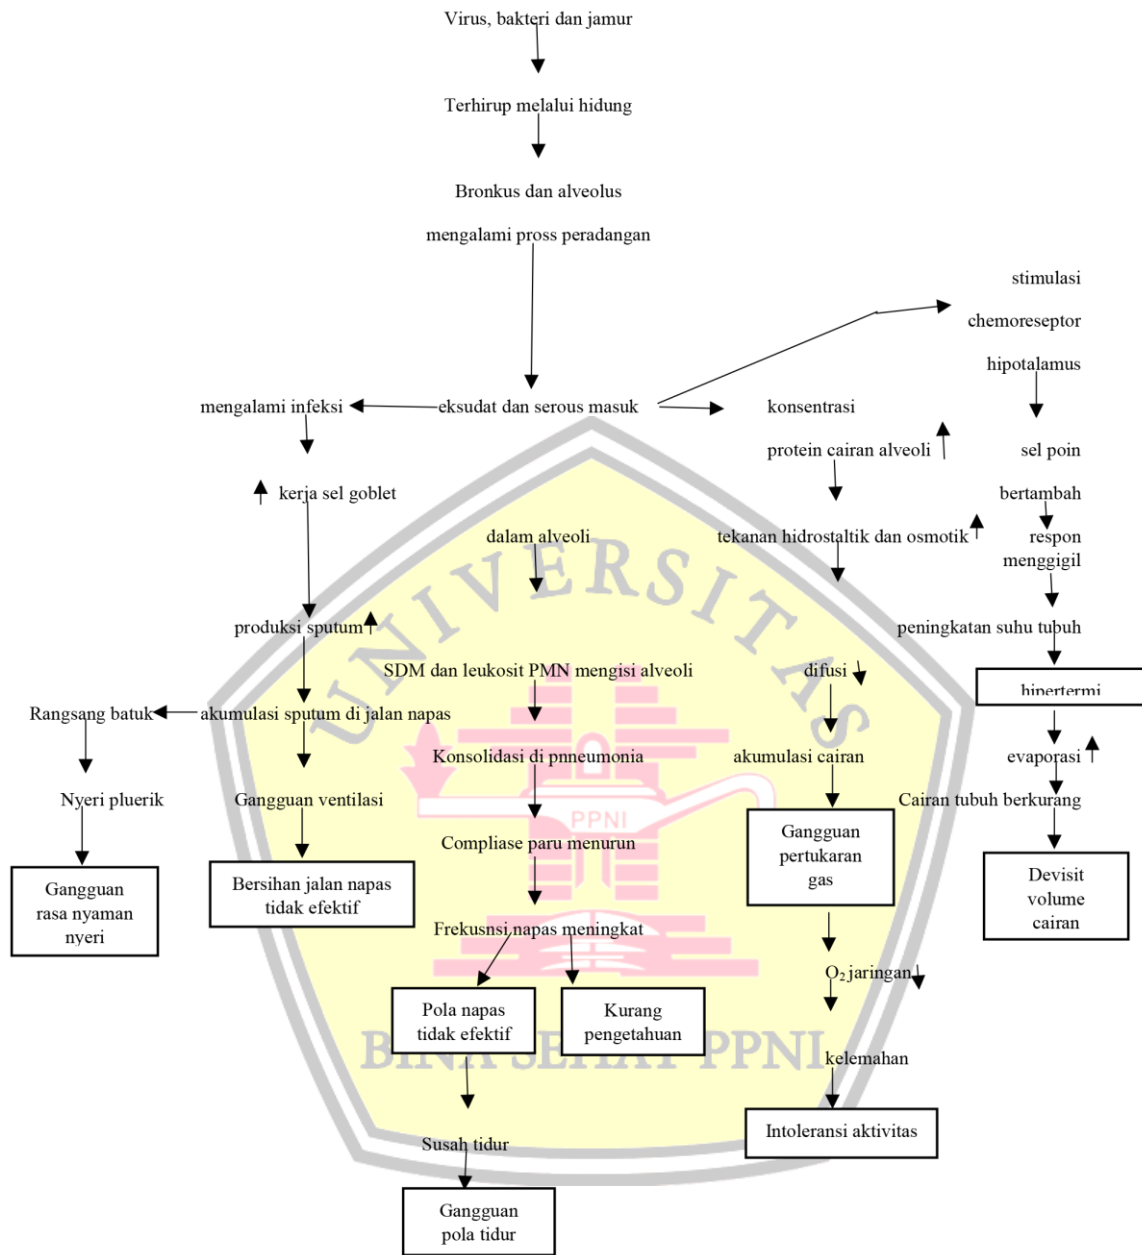 Virus, bakteri dan jamur
Terhirup melalui hidung
Bronkus dan alveolus
mengalami pross peradangan
stimulasi
chemoreseptor
hipotalamus
mengalami infeksi
eksudat dan serous masuk
konsentrasi
protein cairan alveoli
sel poin
kerja sel goblet
bertambah
dalam alveoli
tekanan hidrostaltik dan osmotik
respon
menggigil
produksi sputum
peningkatan suhu tubuh
SDM dan leukosit PMN mengisi alveoli
difusi
hipertermi
Rangsang batuk
akumulasi sputum di jalan napas
Konsolidasi di pnneumonia
akumulasi cairan
evaporasi
Nyeri pluerik
Gangguan ventilasi
Cairan tubuh berkurang
PPNI
Compliase paru menurun
Gangguan
pertukaran
gas
Gangguan
rasa nyaman
nyeri
Bersihan jalan napas
tidak efektif
Devisit
volume
cairan
Frekusnsi napas meningkat
O₂ jaringan
Pola napas
tidak efektif
Kurang
pengetahuan
kelemahan
Intoleransi aktivitas
Susah tidur
Gangguan
pola tidur
UNIVERSITAS
BINA SEHAT PPNI